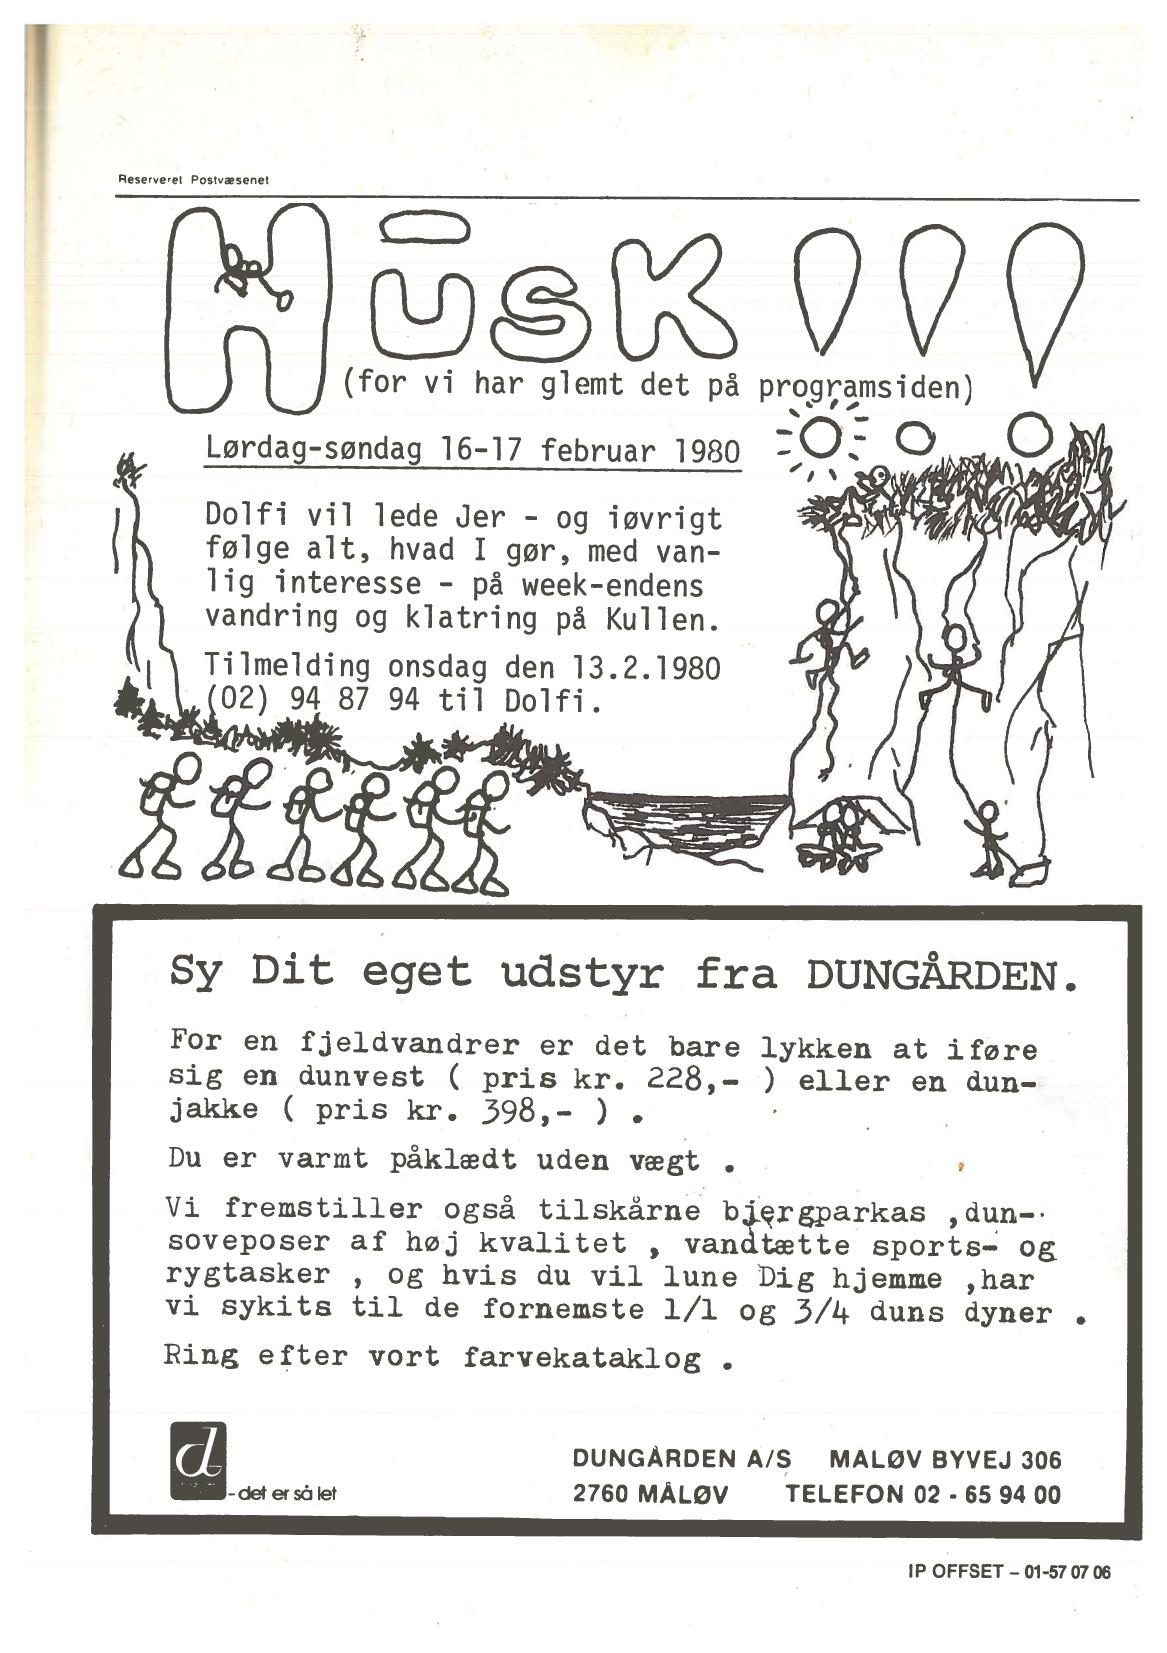 Reserveret Postvæsenet
HUSK !!!
(for vi har glemt det på programsiden)
Lørdag-søndag 16-17 februar 1980
Dolfi vil lede Jer - og iøvrigt
følge alt, hvad I gør, med van-
lig interesse - på week-endens
vandring og klatring på Kullen.
Tilmelding onsdag den 13.2.1980
(02) 94 87 94 til Dolfi.
Sy Dit eget udstyr fra DUNGÅRDEN.
For en fjeldvandrer er det bare lykken at iføre
sig en dunvest ( pris kr. 228,- ) eller en dun-
jakke ( pris kr. 398,- ) .
Du er varmt påklædt uden vægt .
Vi fremstiller også tilskårne bjergparkas ,dun-
soveposer af høj kvalitet , vandtætte sports- og
rygtasker , og hvis du vil lune Dig hjemme ,har
vi sykits til de fornemste 1/1 og 3/4 duns dyner .
Ring efter vort farvekataklog .
d
- det er så let
DUNGÅRDEN A/S MALØV BYVEJ 306
2760 MÅLØV TELEFON 02 - 65 94 00
IP OFFSET – 01-57 07 06